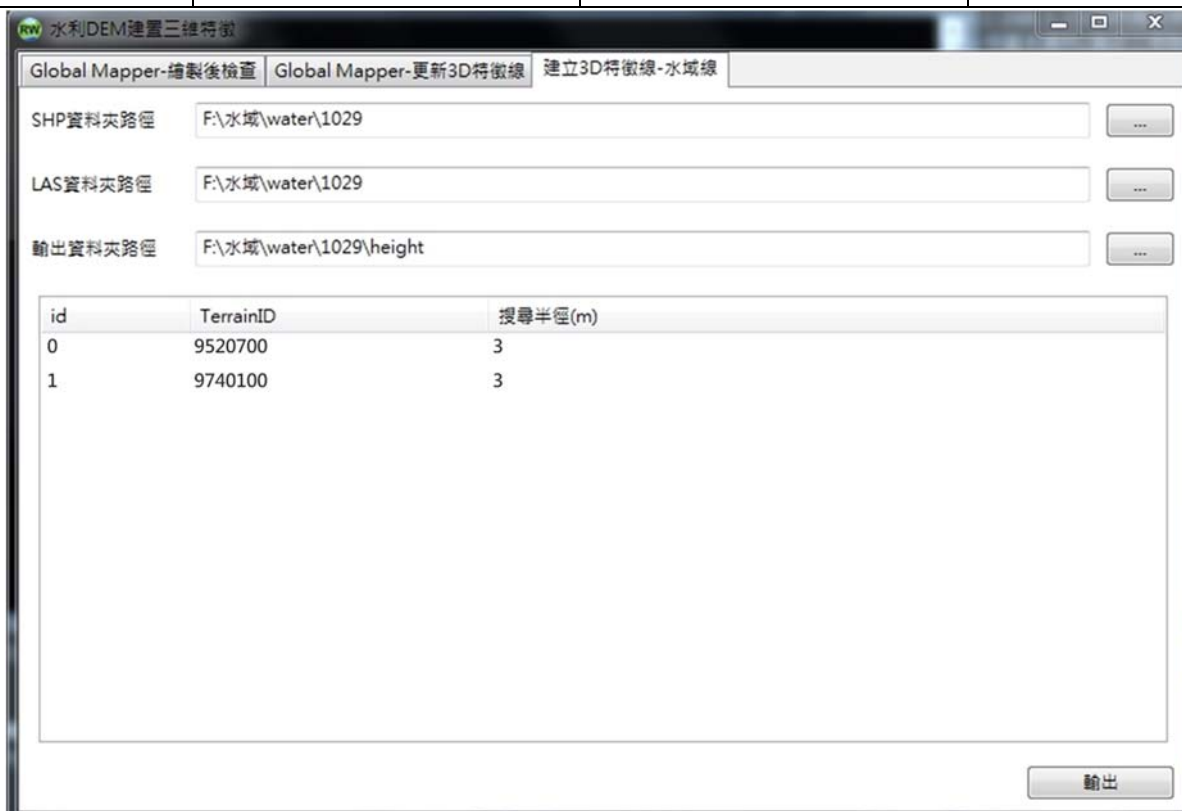 RW 水利DEM建置三維特徵
Global Mapper-繪製後檢查 Global Mapper-更新3D特徵線 建立3D特徵線-水域線
SHP資料夾路徑 F:\水域\water\1029 ...
LAS資料夾路徑 F:\水域\water\1029 ...
輸出資料夾路徑 F:\水域\water\1029\height ...
id TerrainID 搜尋半徑(m)
0 9520700 3
1 9740100 3
輸出